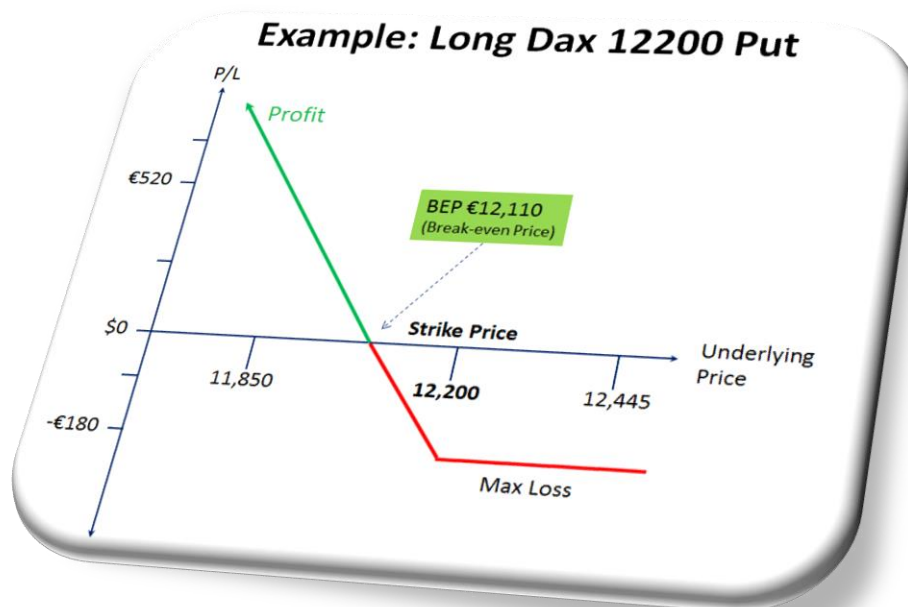 Example: Long Dax 12200 Put
P/L
Profit
€520
BEP €12,110
(Break-even Price)
$0
Strike Price
Underlying
Price
11,850
12,200
12,445
-€180
Max Loss